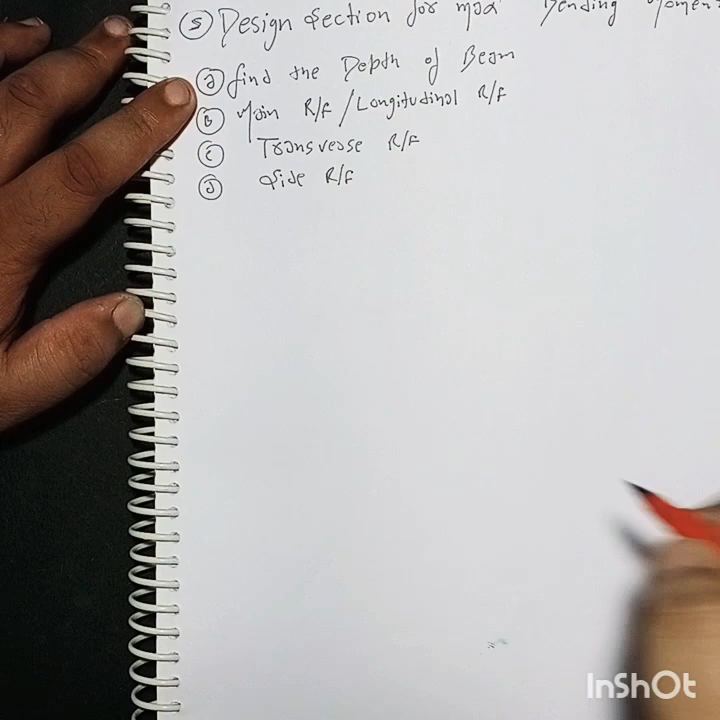 ⑤ Design Section for max Bending Moment
ⓐ find the Depth of Beam
Ⓑ Main R/F / Longitudinal R/F
Ⓒ Transverse R/F
ⓓ Side R/F
InShOt